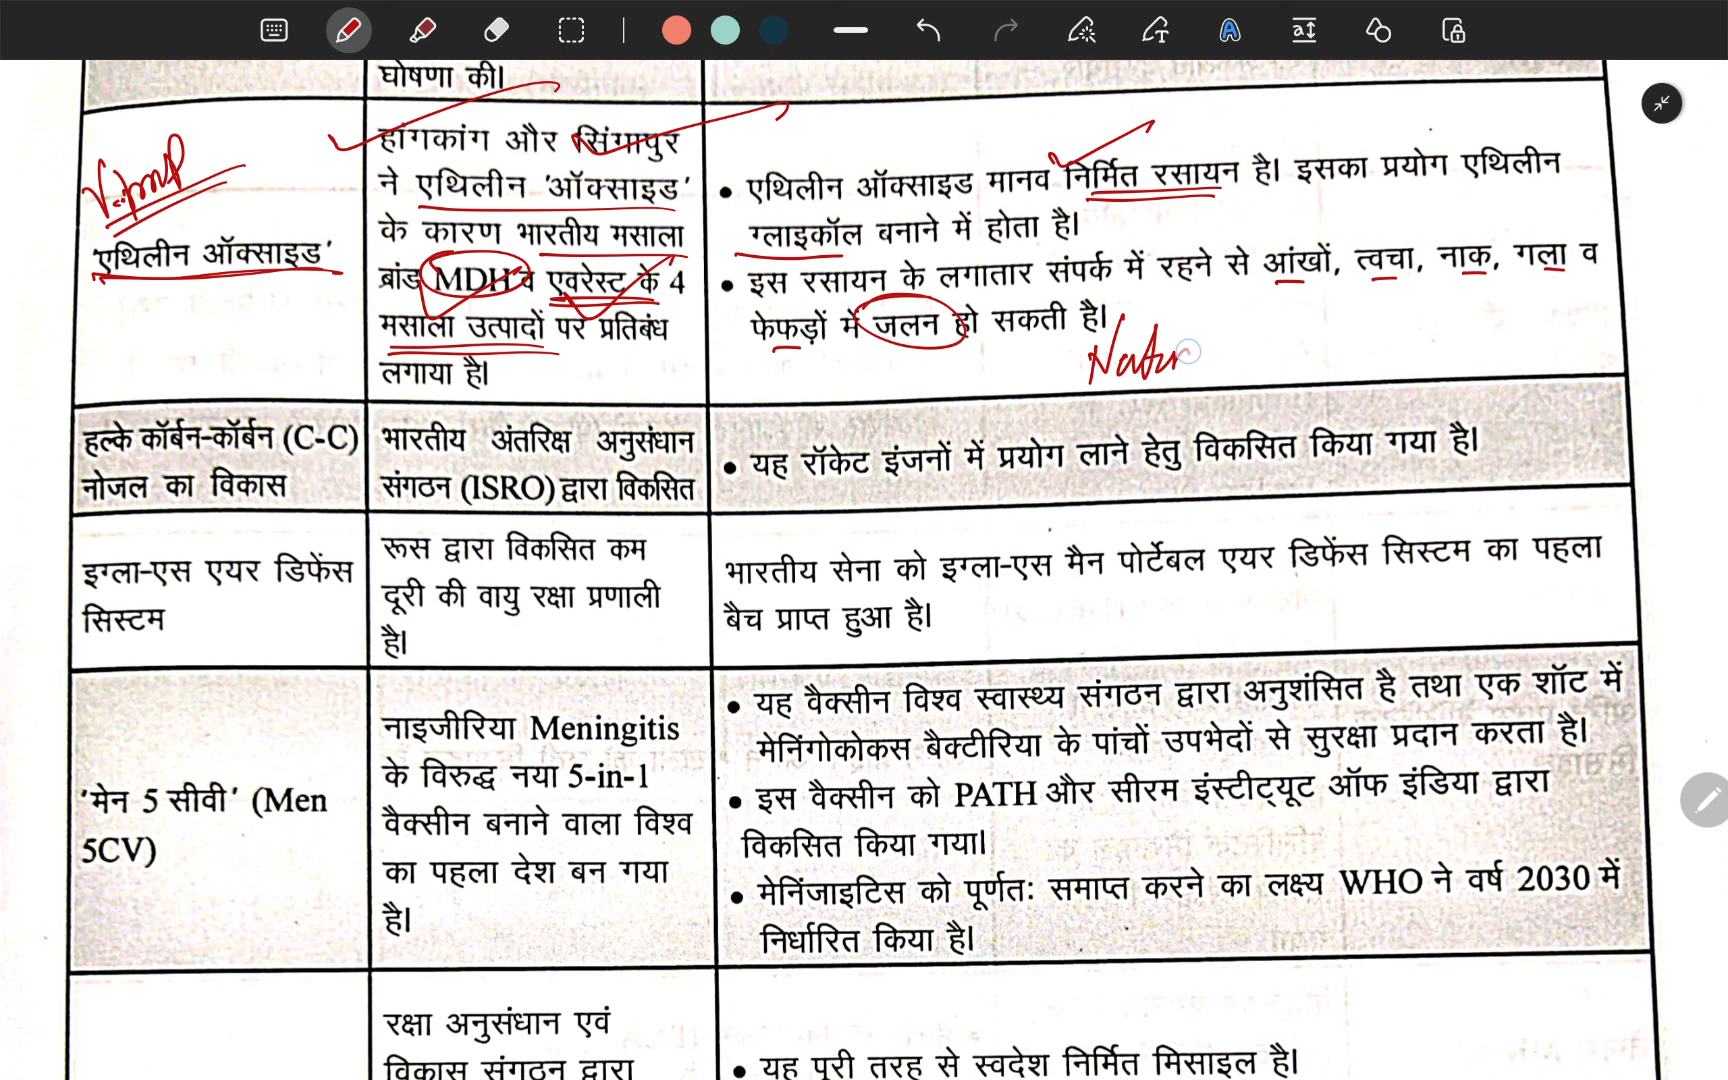 घोषणा की।
V.imp
'एथिलीन ऑक्साइड'
हांगकांग और सिंगापुर
ने एथिलीन 'ऑक्साइड'
के कारण भारतीय मसाला
ब्रांड MDH व एवरेस्ट के 4
मसाला उत्पादों पर प्रतिबंध
लगाया है।
• एथिलीन ऑक्साइड मानव निर्मित रसायन है। इसका प्रयोग एथिलीन
ग्लाइकॉल बनाने में होता है।
• इस रसायन के लगातार संपर्क में रहने से आंखों, त्वचा, नाक, गला व
फेफड़ों में जलन हो सकती है।
Natur
हल्के कॉर्बन-कॉर्बन (C-C)
नोजल का विकास
भारतीय अंतरिक्ष अनुसंधान
संगठन (ISRO) द्वारा विकसित
• यह रॉकेट इंजनों में प्रयोग लाने हेतु विकसित किया गया है।
इग्ला-एस एयर डिफेंस
सिस्टम
रूस द्वारा विकसित कम
दूरी की वायु रक्षा प्रणाली
है।
भारतीय सेना को इग्ला-एस मैन पोर्टेबल एयर डिफेंस सिस्टम का पहला
बैच प्राप्त हुआ है।
'मेन 5 सीवी' (Men
5CV)
नाइजीरिया Meningitis
के विरुद्ध नया 5-in-1
वैक्सीन बनाने वाला विश्व
का पहला देश बन गया
है।
• यह वैक्सीन विश्व स्वास्थ्य संगठन द्वारा अनुशंसित है तथा एक शॉट में
मेनिंगोकोकस बैक्टीरिया के पांचों उपभेदों से सुरक्षा प्रदान करता है।
• इस वैक्सीन को PATH और सीरम इंस्टीट्यूट ऑफ इंडिया द्वारा
विकसित किया गया।
• मेनिंजाइटिस को पूर्णतः समाप्त करने का लक्ष्य WHO ने वर्ष 2030 में
निर्धारित किया है।
रक्षा अनुसंधान एवं
विकास संगठन द्वारा
• यह पूरी तरह से स्वदेश निर्मित मिसाइल है।